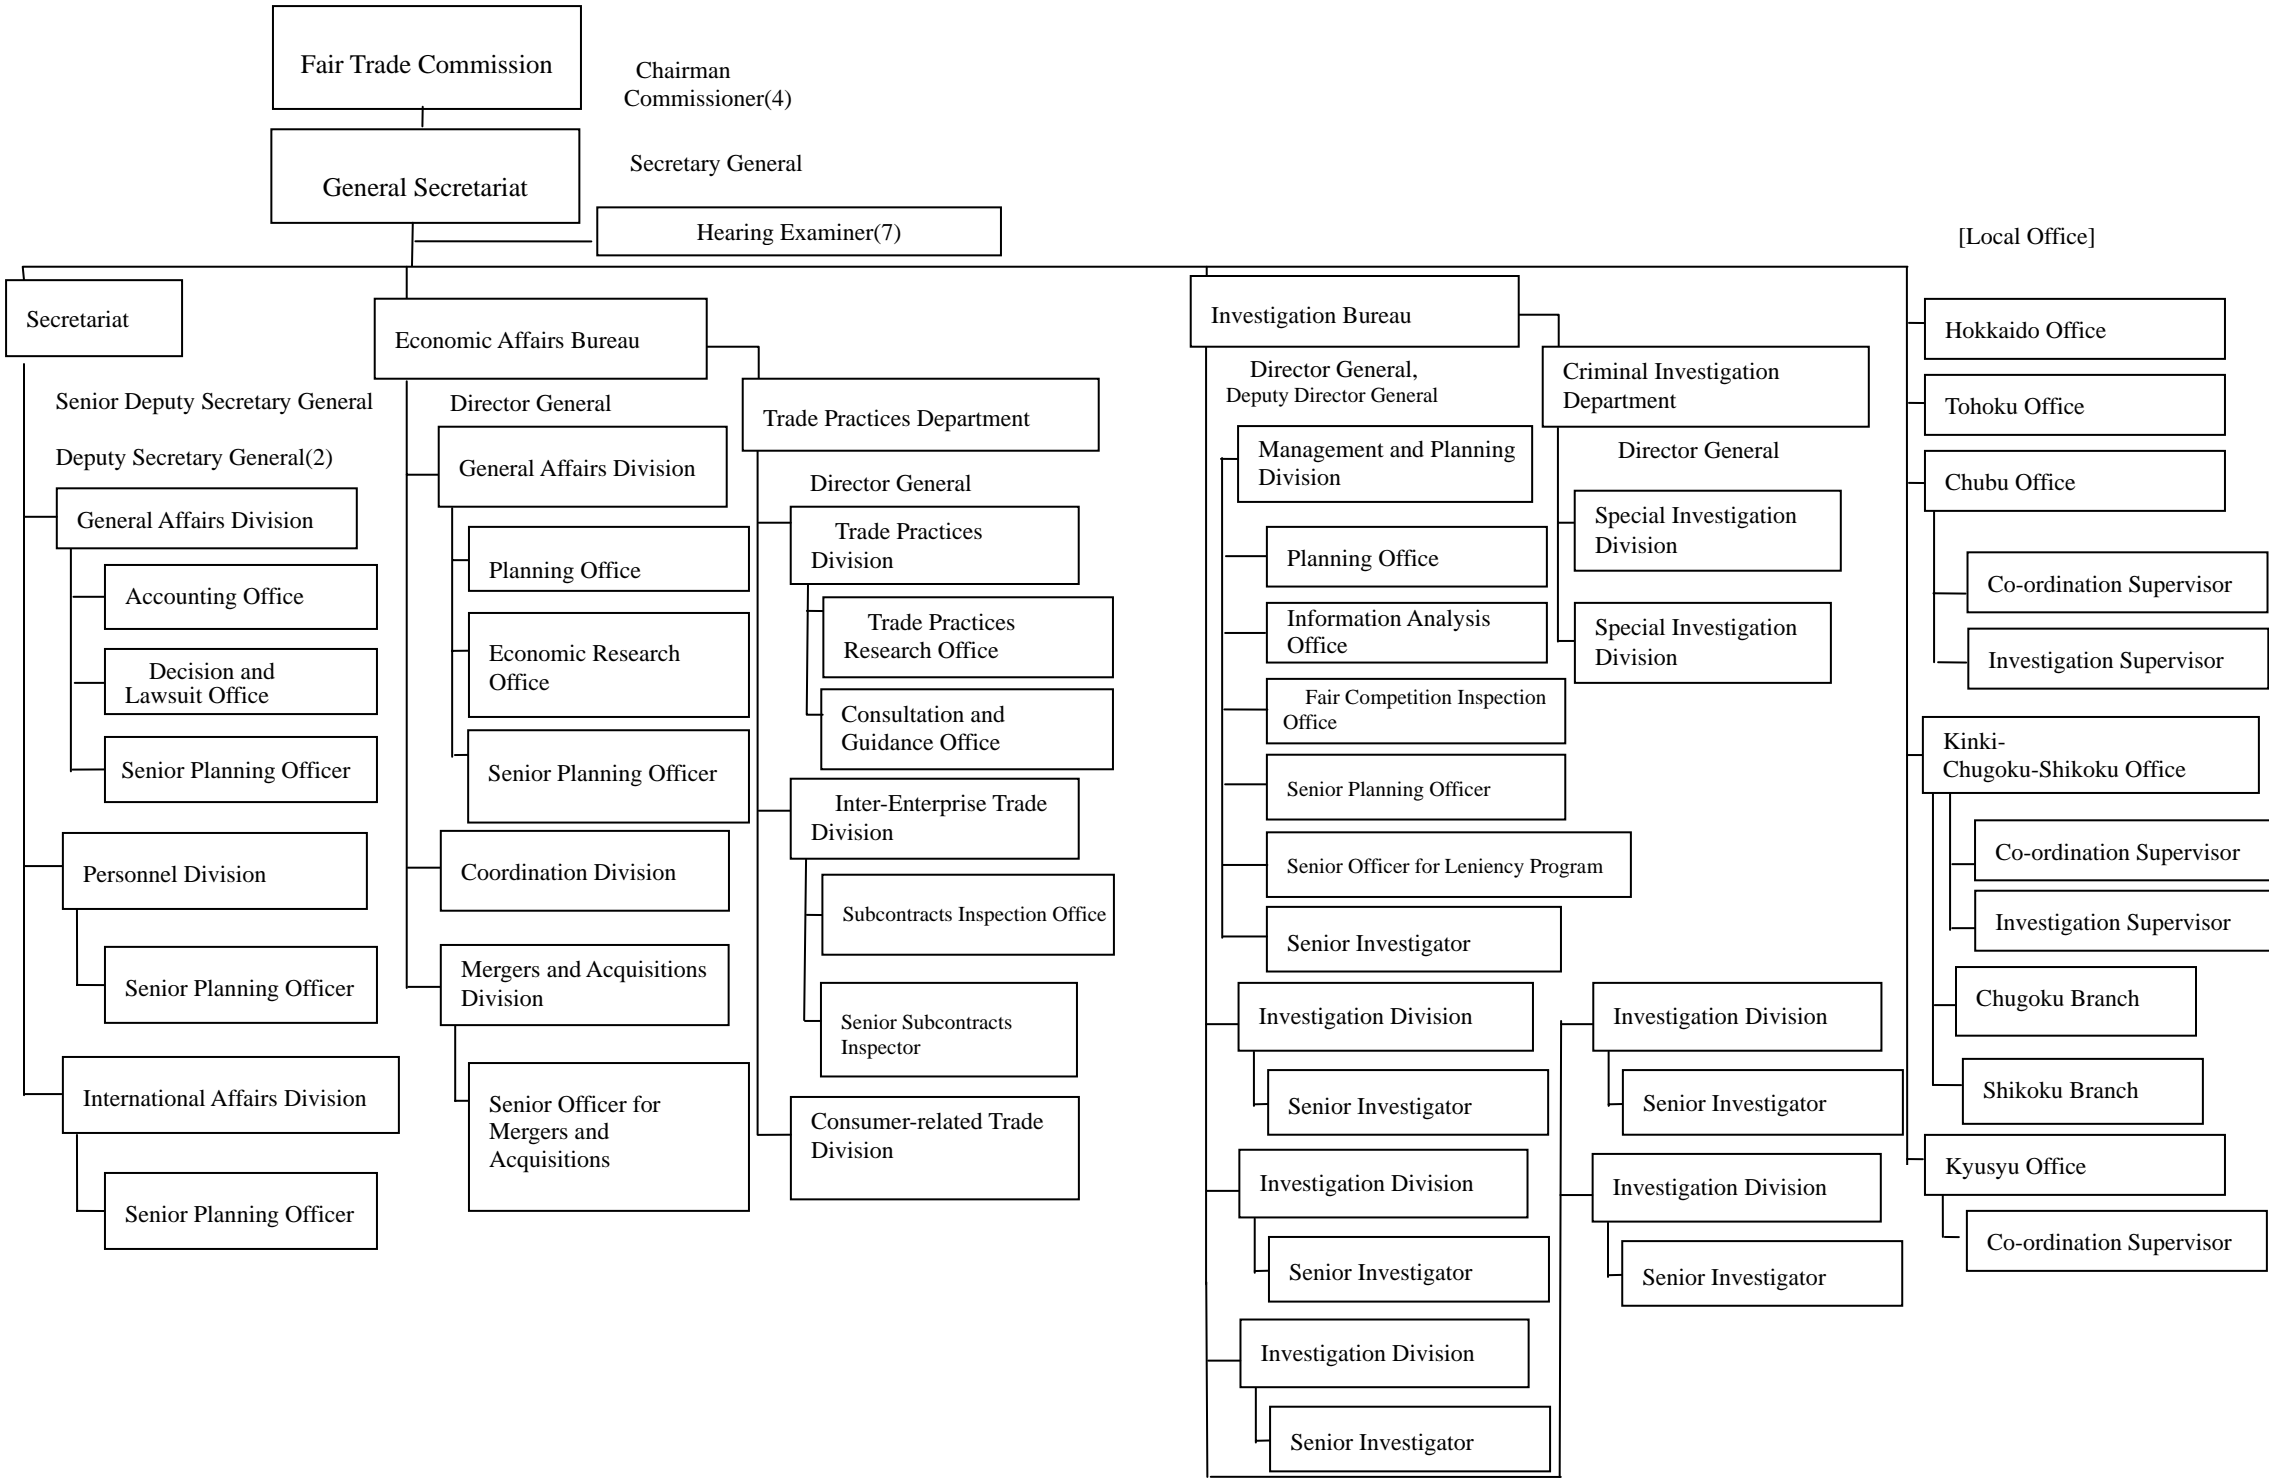 Fair Trade Commission
Chairman
Commissioner(4)
General Secretariat
Secretary General
Hearing Examiner(7)
[Local Office]
Secretariat
Senior Deputy Secretary General
Deputy Secretary General(2)
General Affairs Division
Accounting Office
Decision and
Lawsuit Office
Senior Planning Officer
Personnel Division
Senior Planning Officer
International Affairs Division
Senior Planning Officer
Economic Affairs Bureau
Director General
General Affairs Division
Planning Office
Economic Research
Office
Senior Planning Officer
Coordination Division
Mergers and Acquisitions
Division
Senior Officer for
Mergers and
Acquisitions
Trade Practices Department
Director General
Trade Practices
Division
Trade Practices
Research Office
Consultation and
Guidance Office
Inter-Enterprise Trade
Division
Subcontracts Inspection Office
Senior Subcontracts
Inspector
Consumer-related Trade
Division
Investigation Bureau
Director General,
Deputy Director General
Management and Planning
Division
Planning Office
Information Analysis
Office
Fair Competition Inspection
Office
Senior Planning Officer
Senior Officer for Leniency Program
Senior Investigator
Investigation Division
Senior Investigator
Investigation Division
Senior Investigator
Investigation Division
Senior Investigator
Investigation Division
Senior Investigator
Investigation Division
Senior Investigator
Criminal Investigation
Department
Director General
Special Investigation
Division
Special Investigation
Division
Hokkaido Office
Tohoku Office
Chubu Office
Co-ordination Supervisor
Investigation Supervisor
Kinki-
Chugoku-Shikoku Office
Co-ordination Supervisor
Investigation Supervisor
Chugoku Branch
Shikoku Branch
Kyusyu Office
Co-ordination Supervisor